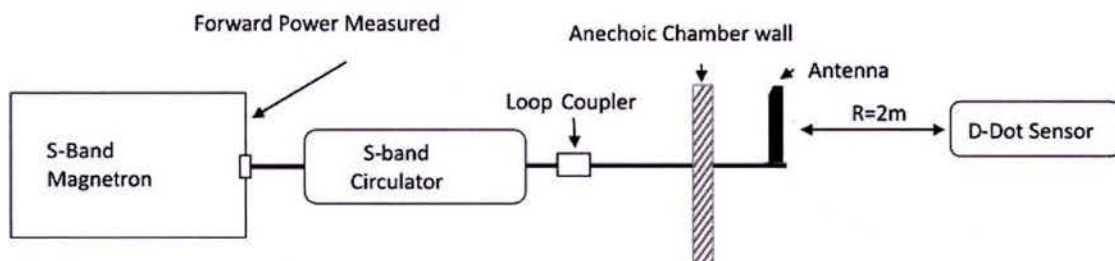 Forward Power Measured
Anechoic Chamber wall
Antenna
Loop Coupler
R=2m
S-Band
Magnetron
S-band
Circulator
D-Dot Sensor